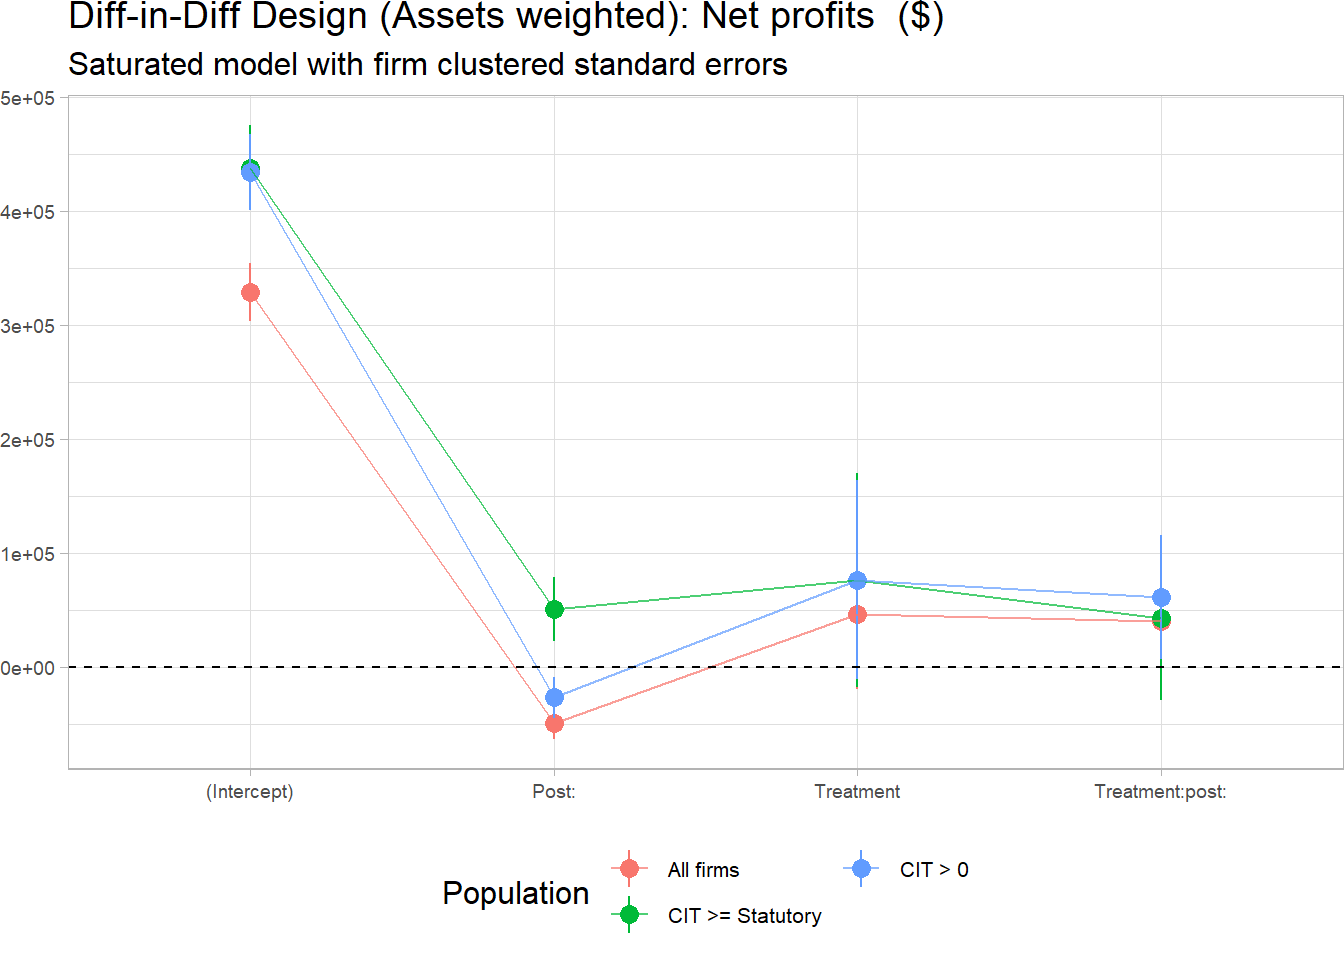 Diff-in-Diff Design (Assets weighted): Net profits  ($)
Saturated model with firm clustered standard errors
5e+05
4e+05
3e+05
2e+05
1e+05
0e+00
(Intercept)
Post:
Treatment
Treatment:post:
Population
All firms
CIT > 0
CIT >= Statutory